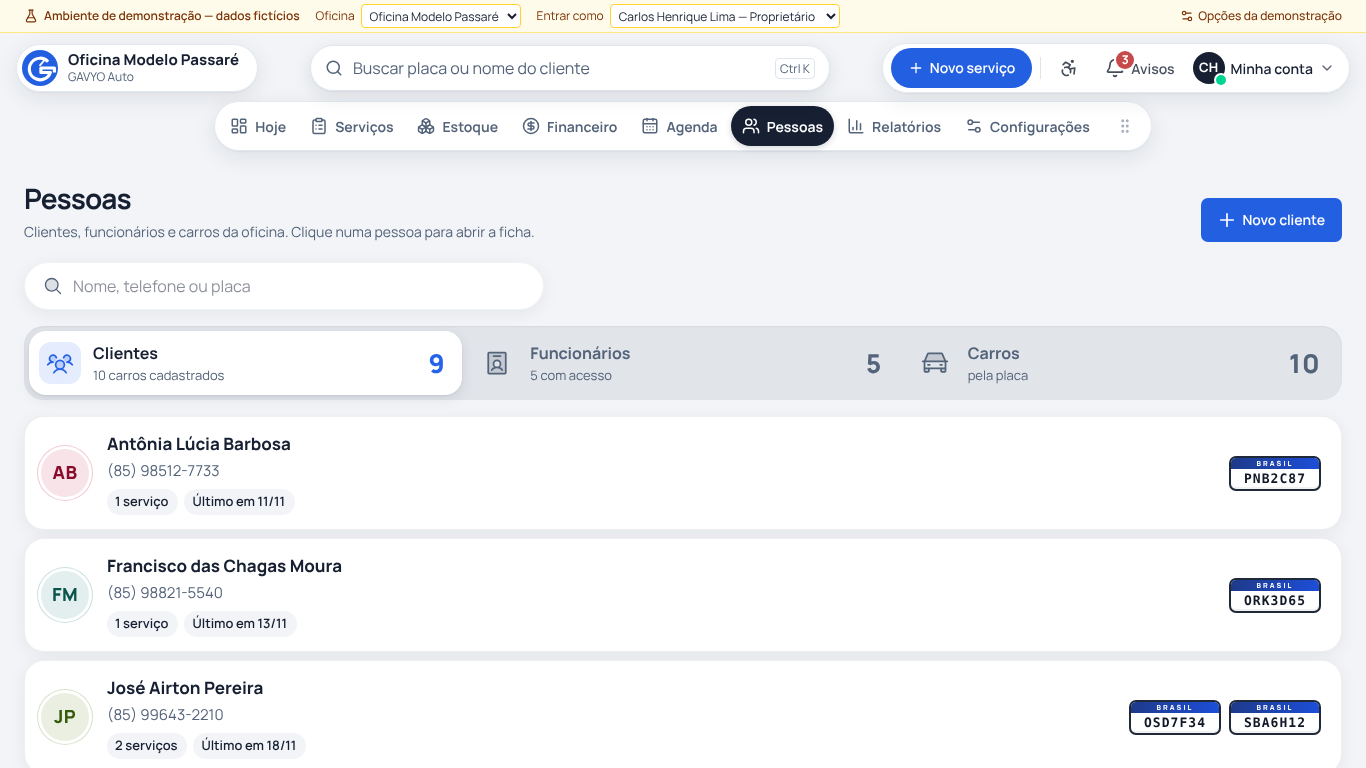 Ambiente de demonstração — dados fictícios Oficina Oficina Modelo Passaré Entrar como Carlos Henrique Lima — Proprietário Opções da demonstração
Oficina Modelo Passaré
GAVYO Auto
Buscar placa ou nome do cliente Ctrl K
Novo serviço 3 Avisos CH Minha conta
Hoje Serviços Estoque Financeiro Agenda Pessoas Relatórios Configurações
Pessoas
Clientes, funcionários e carros da oficina. Clique numa pessoa para abrir a ficha.
Novo cliente
Nome, telefone ou placa
Clientes
10 carros cadastrados
9
Funcionários
5 com acesso
5
Carros
pela placa
10
AB
Antônia Lúcia Barbosa
(85) 98512-7733
1 serviço Último em 11/11
BRASIL
PNB2C87
FM
Francisco das Chagas Moura
(85) 98821-5540
1 serviço Último em 13/11
BRASIL
ORK3D65
JP
José Airton Pereira
(85) 99643-2210
2 serviços Último em 18/11
BRASIL
OSD7F34
BRASIL
SBA6H12